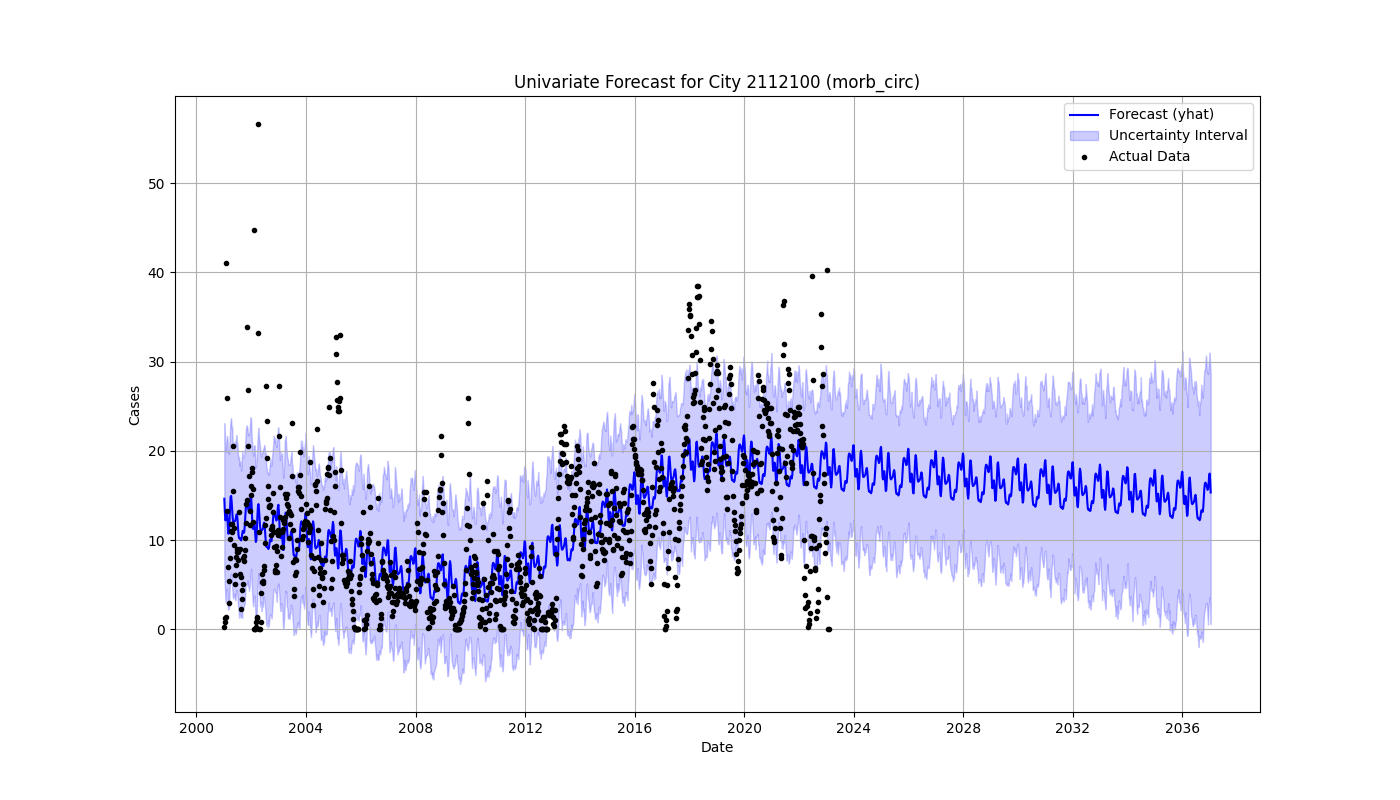 Univariate Forecast for City 2112100 (morb_circ)
Forecast (yhat)
Uncertainty Interval
Actual Data
50
40
30
20
10
0
Cases
2000 2004 2008 2012 2016 2020 2024 2028 2032 2036
Date